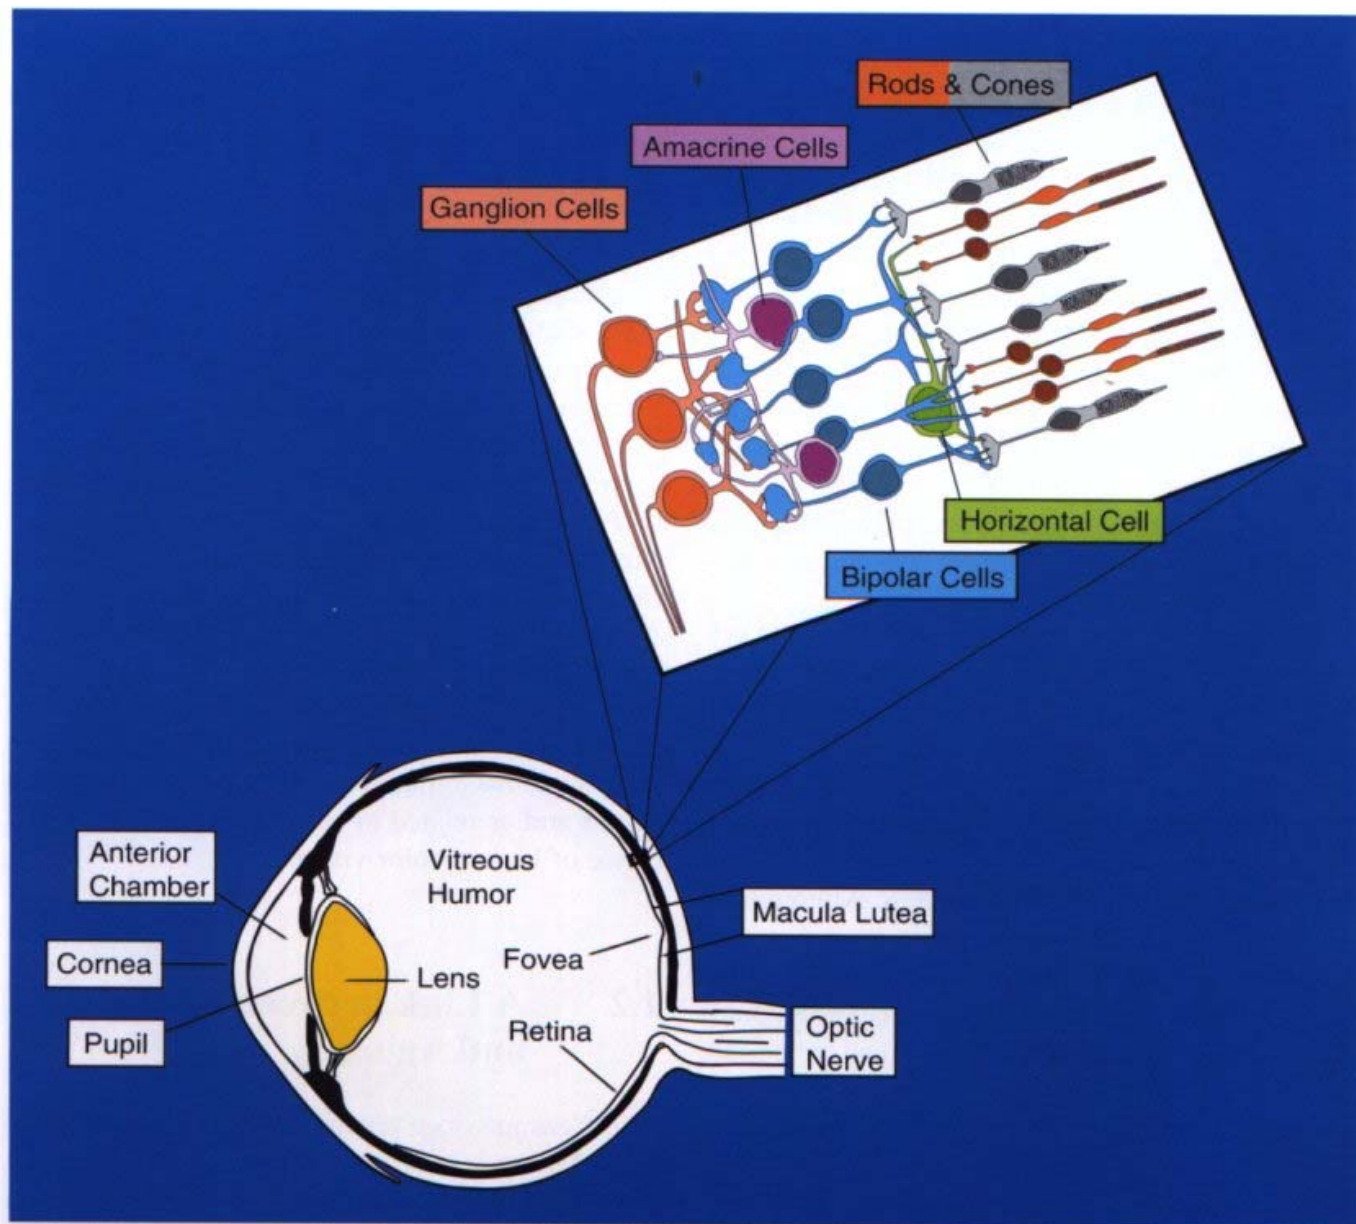 Rods & Cones
Amacrine Cells
Ganglion Cells
Horizontal Cell
Bipolar Cells
Anterior
Chamber
Vitreous
Humor
Macula Lutea
Cornea
Fovea
Lens
Pupil
Retina
Optic
Nerve